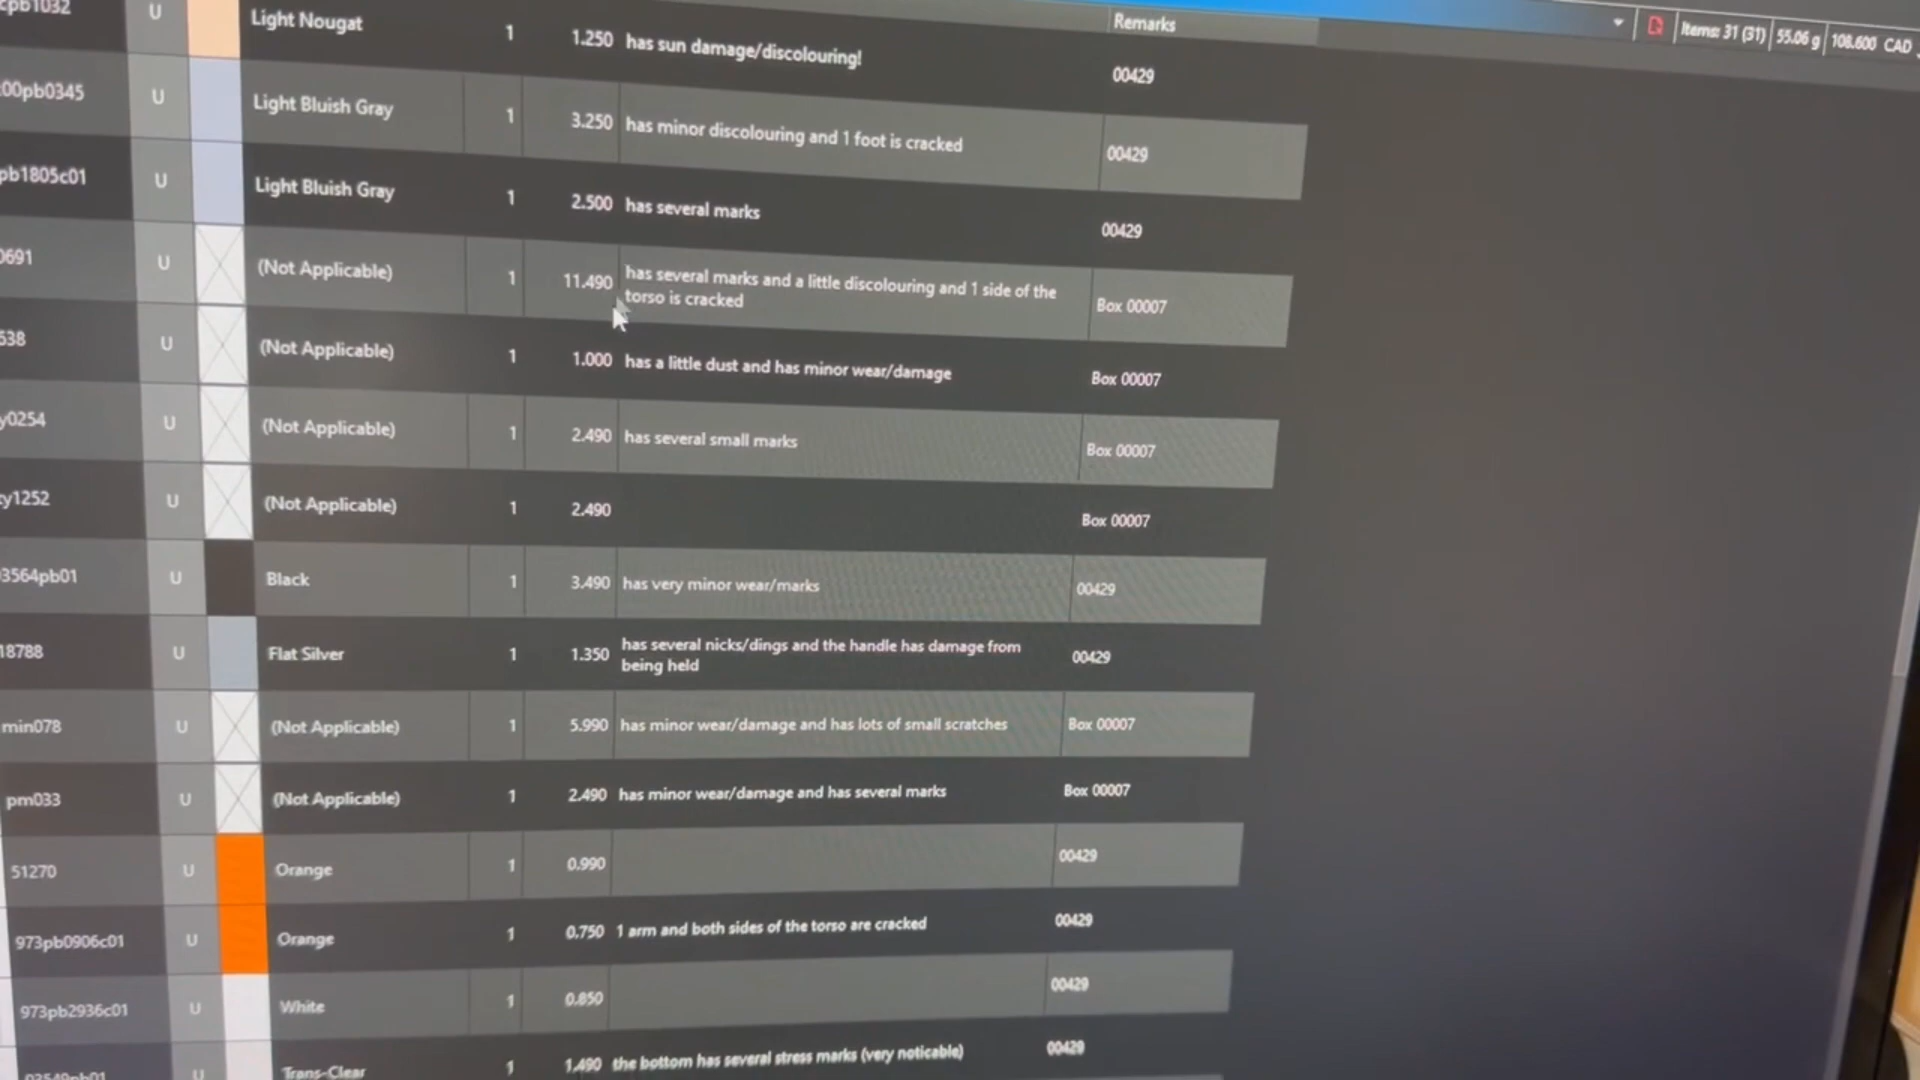 Remarks
Items: 31 (31) 55.06 g 108.600 CAD
cpb1032 U Light Nougat 1 1.250 has sun damage/discolouring! 00429
00pb0345 U Light Bluish Gray 1 3.250 has minor discolouring and 1 foot is cracked 00429
pb1805c01 U Light Bluish Gray 1 2.500 has several marks 00429
0691 U (Not Applicable) 1 11.490 has several marks and a little discolouring and 1 side of the
torso is cracked Box 00007
538 U (Not Applicable) 1 1.000 has a little dust and has minor wear/damage Box 00007
y0254 U (Not Applicable) 1 2.490 has several small marks Box 00007
ty1252 U (Not Applicable) 1 2.490 Box 00007
3564pb01 U Black 1 3.490 has very minor wear/marks 00429
18788 U Flat Silver 1 1.350 has several nicks/dings and the handle has damage from
being held 00429
min078 U (Not Applicable) 1 5.990 has minor wear/damage and has lots of small scratches Box 00007
pm033 U (Not Applicable) 1 2.490 has minor wear/damage and has several marks Box 00007
51270 U Orange 1 0.990 00429
973pb0906c01 U Orange 1 0.750 1 arm and both sides of the torso are cracked 00429
973pb2936c01 U White 1 0.850 00429
U Trans-Clear 1 1.490 the bottom has several stress marks (very noticable) 00429